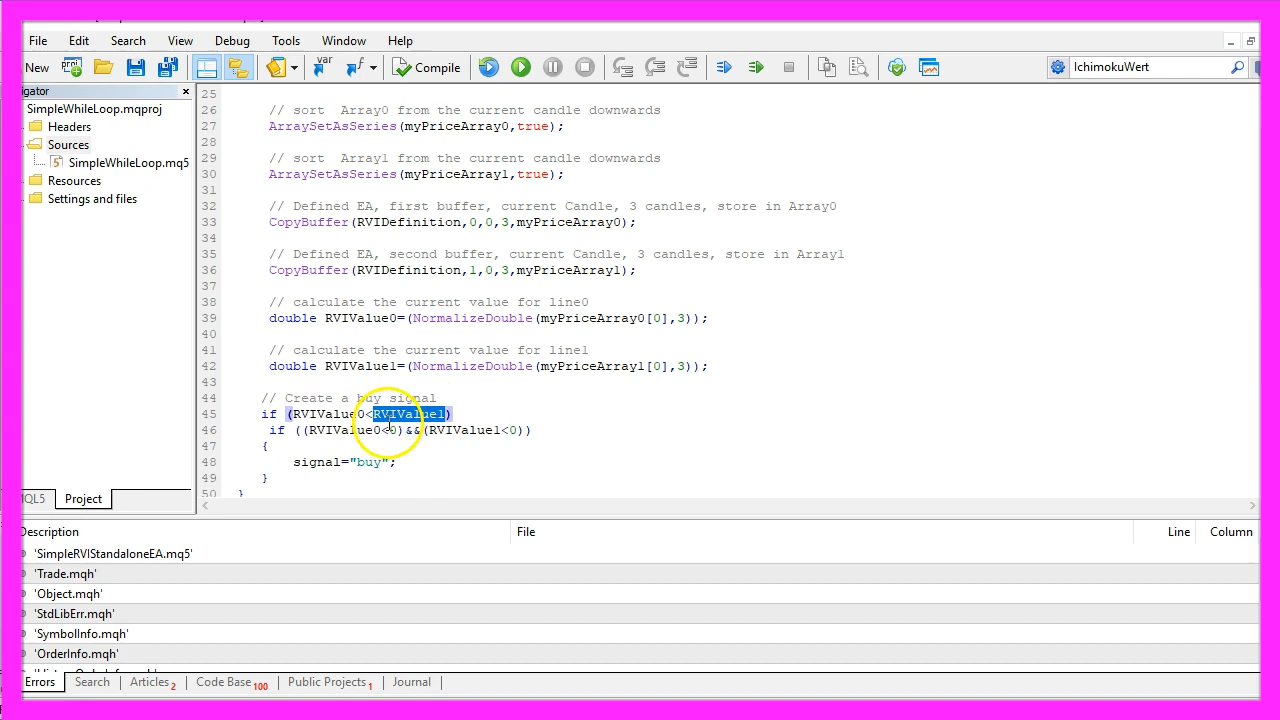 File Edit Search View Debug Tools Window Help
New Compile IchimokuWert
igator
SimpleWhileLoop.mqproj
Headers
Sources
5 SimpleWhileLoop.mq5
Resources
Settings and files
QL5 Project
25
26 // sort Array0 from the current candle downwards
27 ArraySetAsSeries(myPriceArray0,true);
28
29 // sort Array1 from the current candle downwards
30 ArraySetAsSeries(myPriceArray1,true);
31
32 // Defined EA, first buffer, current Candle, 3 candles, store in Array0
33 CopyBuffer(RVIDefinition,0,0,3,myPriceArray0);
34
35 // Defined EA, second buffer, current Candle, 3 candles, store in Array1
36 CopyBuffer(RVIDefinition,1,0,3,myPriceArray1);
37
38 // calculate the current value for line0
39 double RVIValue0=(NormalizeDouble(myPriceArray0[0],3));
40
41 // calculate the current value for line1
42 double RVIValue1=(NormalizeDouble(myPriceArray1[0],3));
43
44 // Create a buy signal
45 if (RVIValue0<RVIValue1)
46 if ((RVIValue0<0)&&(RVIValue1<0))
47 {
48 signal="buy";
49 }
50 }
Description File Line Column
'SimpleRVIStandaloneEA.mq5'
'Trade.mqh'
'Object.mqh'
'StdLibErr.mqh'
'SymbolInfo.mqh'
'OrderInfo.mqh'
Errors Search Articles 2 Code Base 100 Public Projects 1 Journal